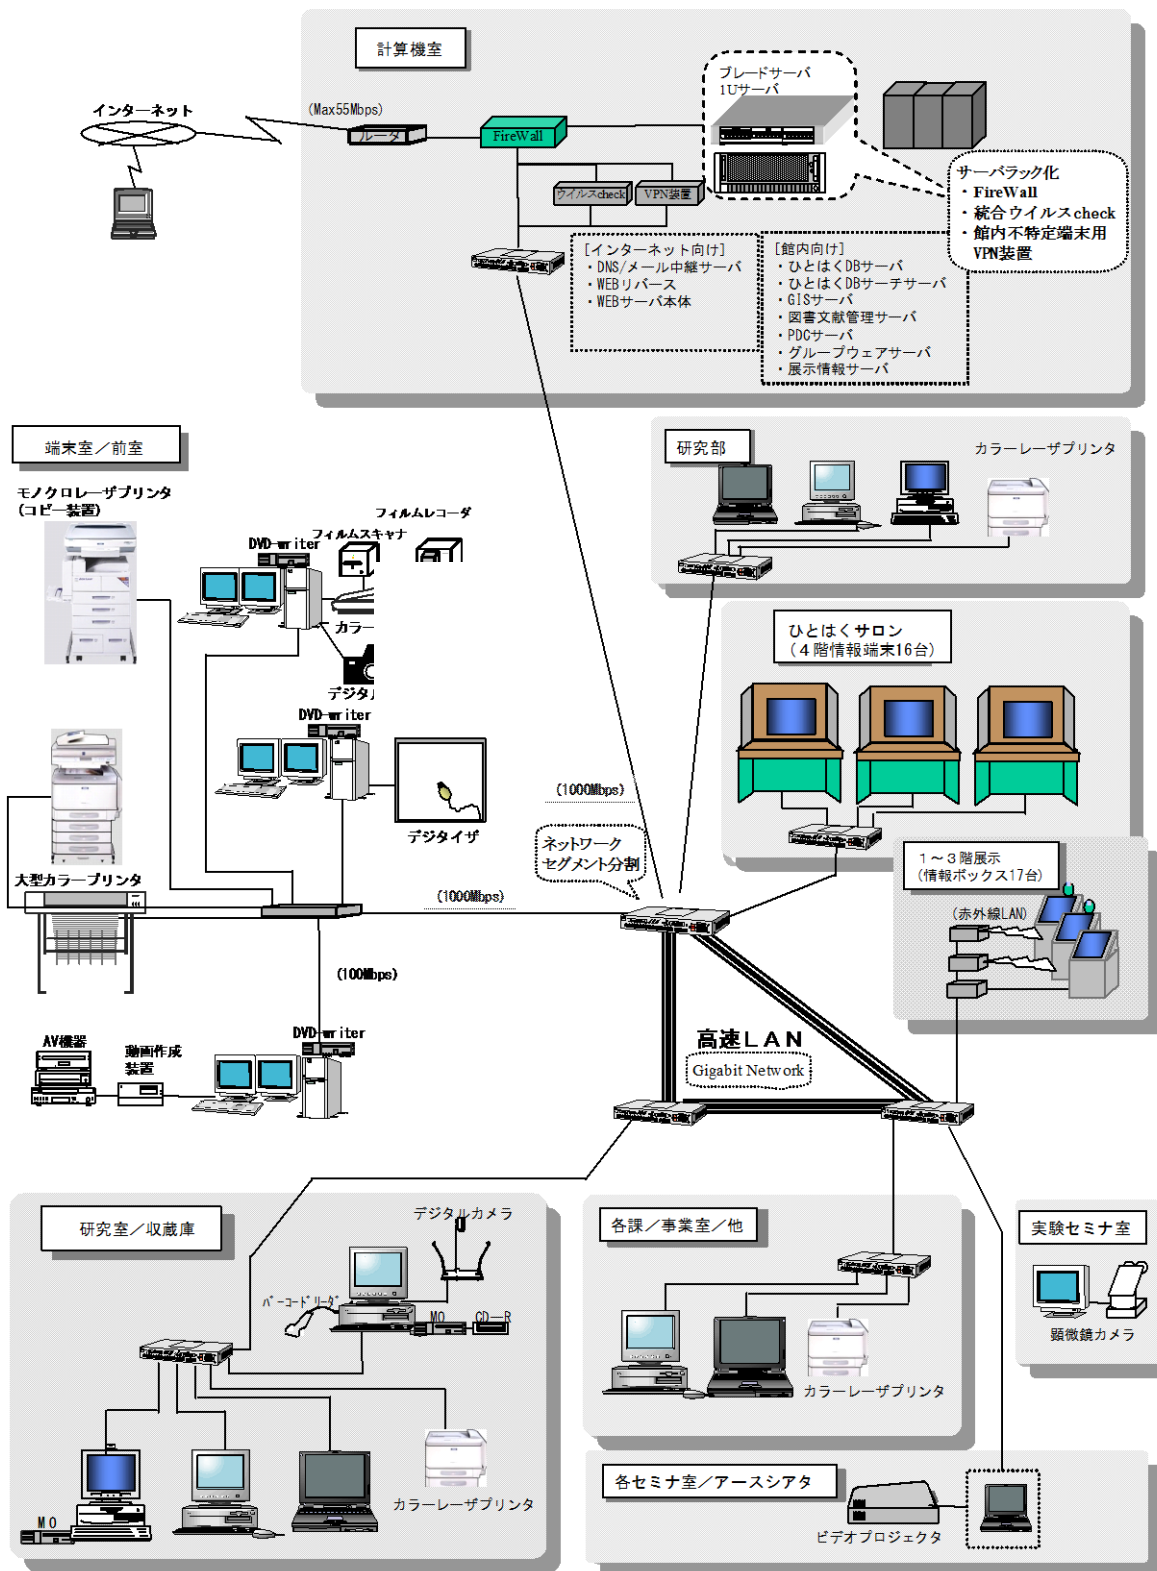 計算機室
ブレードサーバ
1Uサーバ
インターネット
(Max55Mbps)
ルータ
FireWall
ウイルスcheck
VPN装置
サーバラック化
・FireWall
・統合ウイルスcheck
・館内不特定端末用
VPN装置
[インターネット向け]
・DNS/メール中継サーバ
・WEBリバース
・WEBサーバ本体
[館内向け]
・ひとはくDBサーバ
・ひとはくDBサーチサーバ
・GISサーバ
・図書文献管理サーバ
・PDCサーバ
・グループウェアサーバ
・展示情報サーバ
端末室／前室
モノクロレーザプリンタ
(コピー装置)
フィルムレコーダ
フィルムスキャナ
DVD-writer
カラー
デジタル
DVD-writer
デジタイザ
大型カラープリンタ
研究部
カラーレーザプリンタ
ひとはくサロン
(４階情報端末16台)
(1000Mbps)
ネットワーク
セグメント分割
(1000Mbps)
(100Mbps)
１～３階展示
(情報ボックス17台)
(赤外線LAN)
AV機器
動画作成
装置
DVD-writer
高速ＬＡＮ
Gigabit Network
研究室／収蔵庫
デジタルカメラ
バーコードリーダ
MO
CD-R
カラーレーザプリンタ
ＭＯ
各課／事業室／他
カラーレーザプリンタ
実験セミナ室
顕微鏡カメラ
各セミナ室／アースシアタ
ビデオプロジェクタ